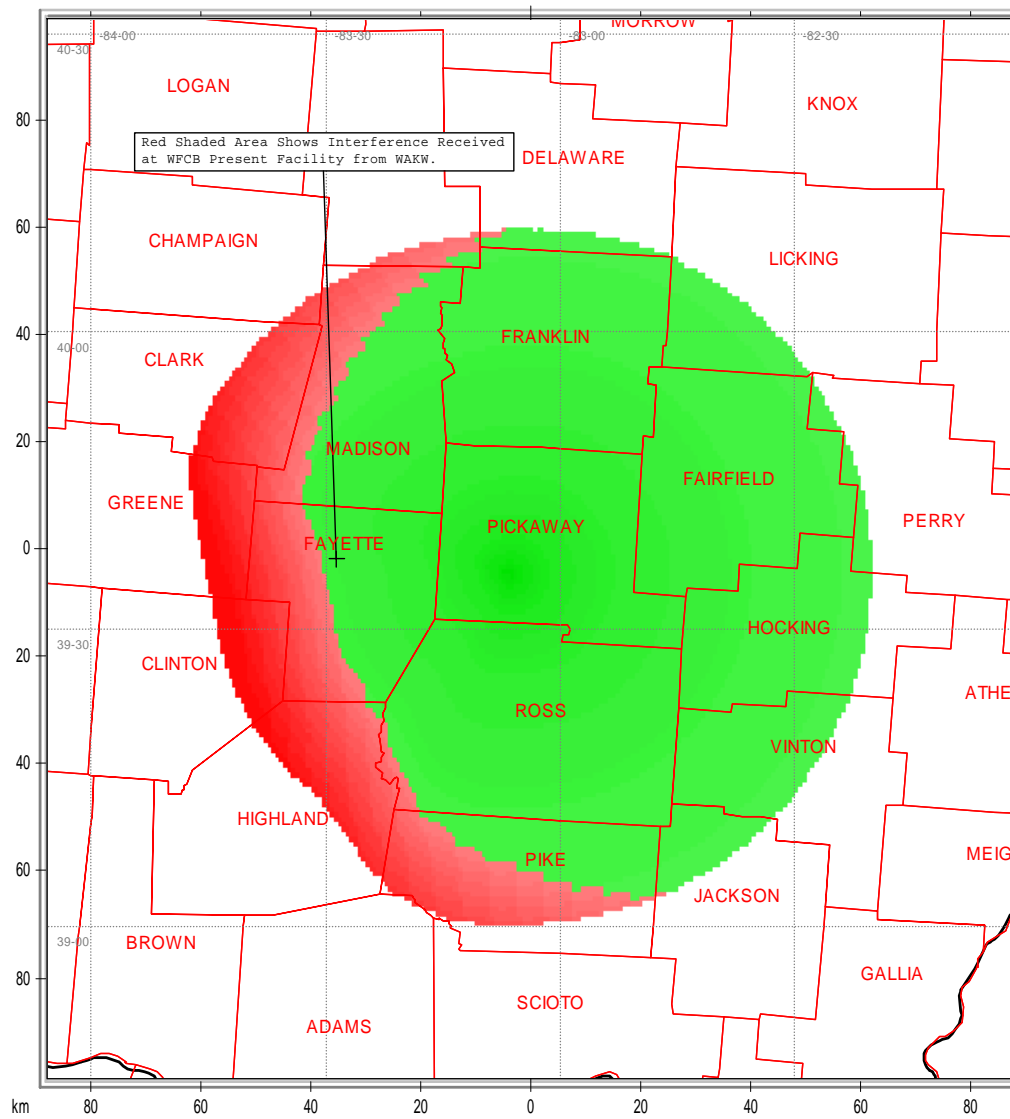 MORROW
-84-00 -83-30 -83-00 -82-30
40-30
LOGAN
KNOX
80
Red Shaded Area Shows Interference Received
at WFCB Present Facility from WAKW.
DELAWARE
60
CHAMPAIGN
LICKING
40
FRANKLIN
40-00
CLARK
20
MADISON
FAIRFIELD
GREENE
PERRY
PICKAWAY
0
FAYETTE
HOCKING
39-30
20
CLINTON
ATHE
ROSS
VINTON
40
HIGHLAND
PIKE
MEIG
60
JACKSON
39-00
BROWN
GALLIA
80
SCIOTO
ADAMS
km 80 60 40 20 0 20 40 60 80